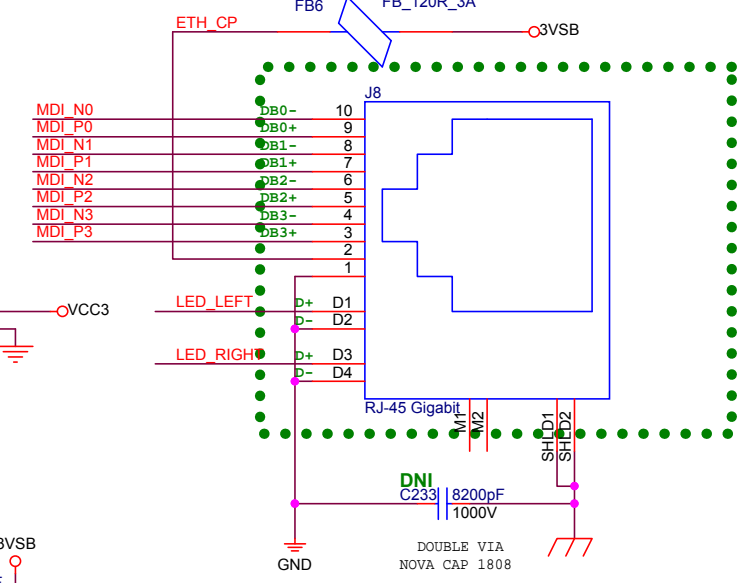 FB6 FB_120R_3A
ETH_CP
3VSB
J8
MDI_N0 DB0- 10
MDI_P0 DB0+ 9
MDI_N1 DB1- 8
MDI_P1 DB1+ 7
MDI_N2 DB2- 6
MDI_P2 DB2+ 5
MDI_N3 DB3- 4
MDI_P3 DB3+ 3
2
1
VCC3
LED_LEFT D+ D1
D- D2
LED_RIGHT D+ D3
D- D4
RJ-45 Gigabit
M1
M2
SHLD1
SHLD2
DNI
C233 8200pF
1000V
3VSB
GND
DOUBLE VIA
NOVA CAP 1808